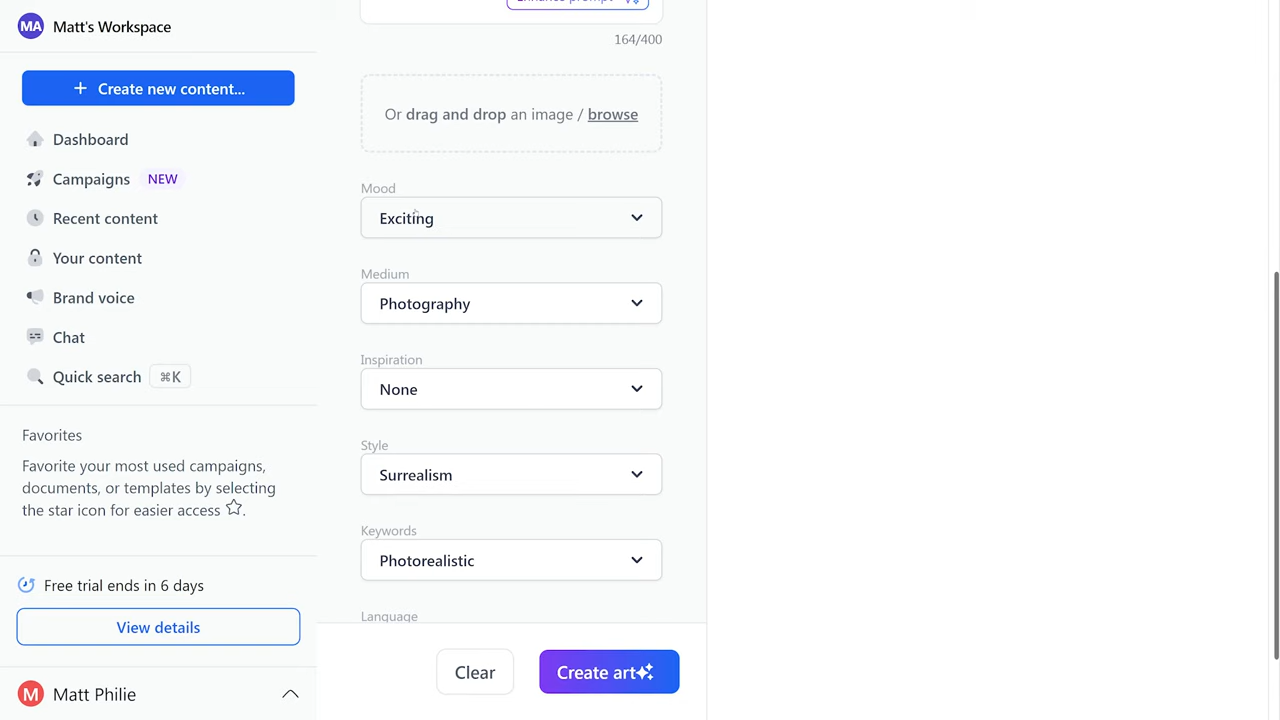 MA Matt's Workspace
+ Create new content...
Dashboard
Campaigns NEW
Recent content
Your content
Brand voice
Chat
Quick search ⌘K
Favorites
Favorite your most used campaigns,
documents, or templates by selecting
the star icon for easier access ☆.
Free trial ends in 6 days
View details
M Matt Philie
Enhance prompt
164/400
Or drag and drop an image / browse
Mood
Exciting
Medium
Photography
Inspiration
None
Style
Surrealism
Keywords
Photorealistic
Language
Clear
Create art